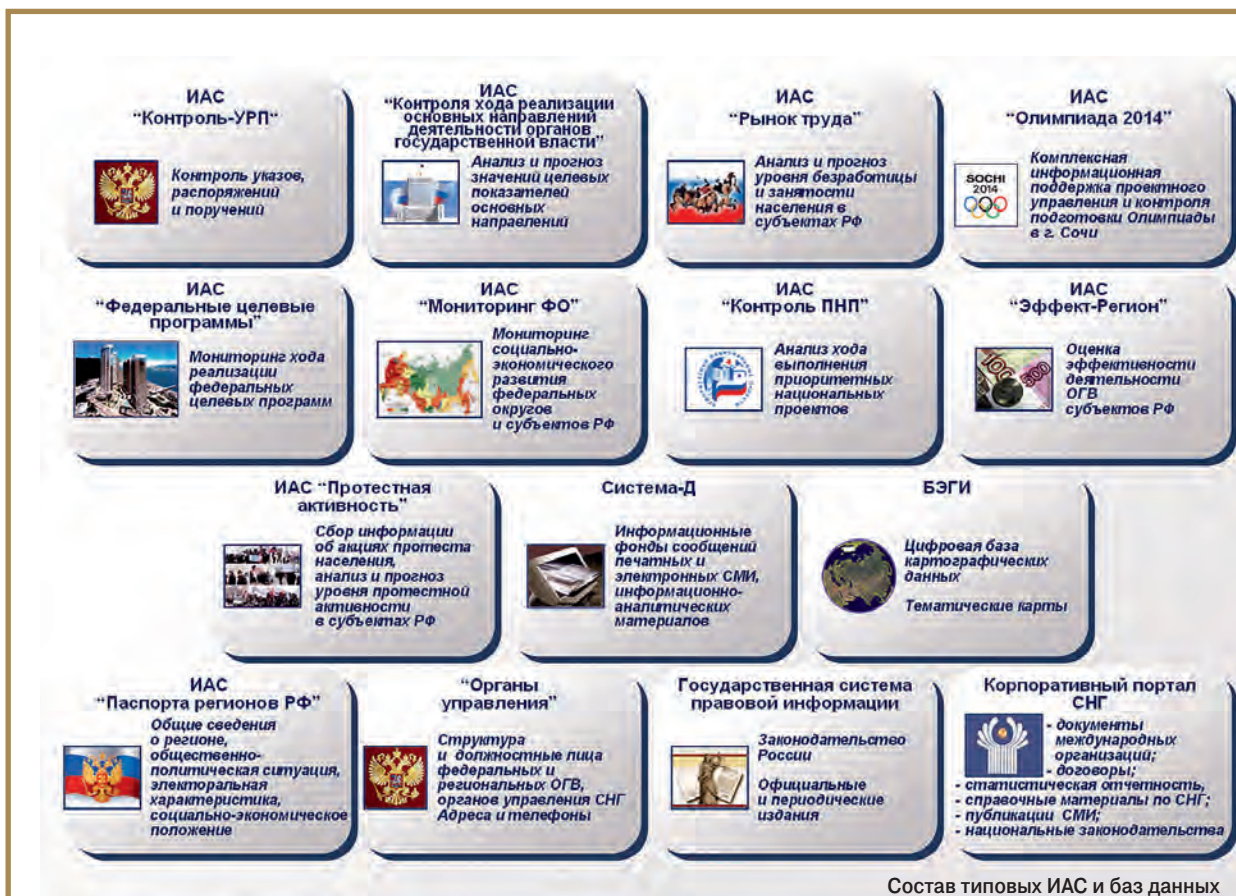 ИАС
“Контроль-УРП“
Контроль указов,
распоряжений
и поручений
ИАС
“Контроля хода реализации
основных направлений
деятельности органов
государственной власти”
Анализ и прогноз
значений целевых
показателей
основных
направлений
ИАС
“Рынок труда”
Анализ и прогноз
уровня безработицы
и занятости
населения в
субъектах РФ
ИАС
“Олимпиада 2014”
SOCHI
2014
Комплексная
информационная
поддержка проектного
управления и контроля
подготовки Олимпиады
в г. Сочи
ИАС
“Федеральные целевые
программы”
Мониторинг хода
реализации
федеральных
целевых программ
ИАС
“Мониторинг ФО”
Мониторинг
социально-
экономического
развития
федеральных
округов
и субъектов РФ
ИАС
“Контроль ПНП”
Анализ хода
выполнения
приоритетных
национальных
проектов
ИАС
“Эффект-Регион”
100
500
Оценка
эффективности
деятельности
ОГВ
субъектов РФ
ИАС “Протестная
активность”
Сбор информации
об акциях протеста
населения,
анализ и прогноз
уровня протестной
активности
в субъектах РФ
Система-Д
Информационные
фонды сообщений
печатных и
электронных СМИ,
информационно-
аналитических
материалов
БЭГИ
Цифровая база
картографических
данных
Тематические карты
ИАС
“Паспорта регионов РФ”
Общие сведения
о регионе,
общественно-
политическая ситуация,
электоральная
характеристика,
социально-экономическое
положение
“Органы
управления”
Структура
и должностные лица
федеральных и
региональных ОГВ,
органов управления СНГ
Адреса и телефоны
Государственная система
правовой информации
Законодательство
России
Официальные
и периодические
издания
Корпоративный портал
СНГ
- документы
международных
организаций;
- договоры;
- статистическая отчетность,
- справочные материалы по СНГ;
- публикации СМИ;
- национальные законодательства
Состав типовых ИАС и баз данных